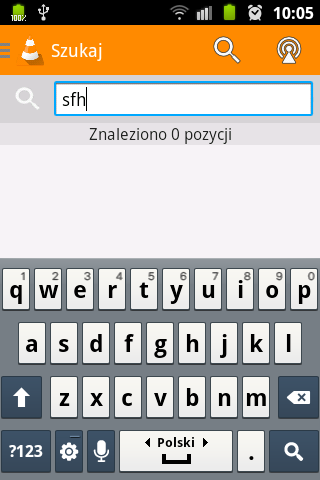 100% 10:05
Szukaj
sfh
Znaleziono 0 pozycji
1 2 3 4 5 6 7 8 9 0
q w e r t y u i o p
a s d f g h j k l
z x c v b n m
?123 Polski .